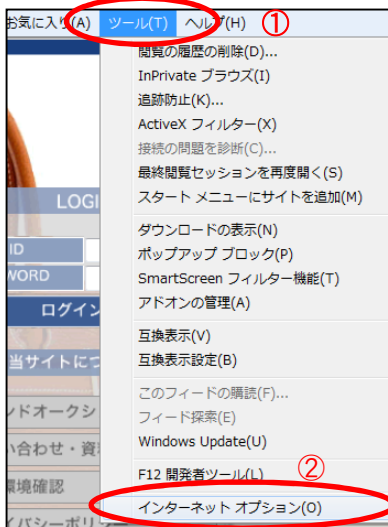 お気に入り(A) ツール(T) ヘルプ(H) ①
閲覧の履歴の削除(D)...
InPrivate ブラウズ(I)
追跡防止(K)...
ActiveX フィルター(X)
接続の問題を診断(C)...
最終閲覧セッションを再度開く(S)
スタート メニューにサイトを追加(M)
LOGI
ダウンロードの表示(N)
ID
ポップアップ ブロック(P)
WORD
SmartScreen フィルター機能(T)
アドオンの管理(A)
ログイン
互換表示(V)
当サイトにつ
互換表示設定(B)
このフィードの購読(F)...
ンドオークシ
フィード探索(E)
Windows Update(U)
い合わせ・資
F12 開発者ツール(L) ②
環境確認
インターネット オプション(O)
イバシーポリ